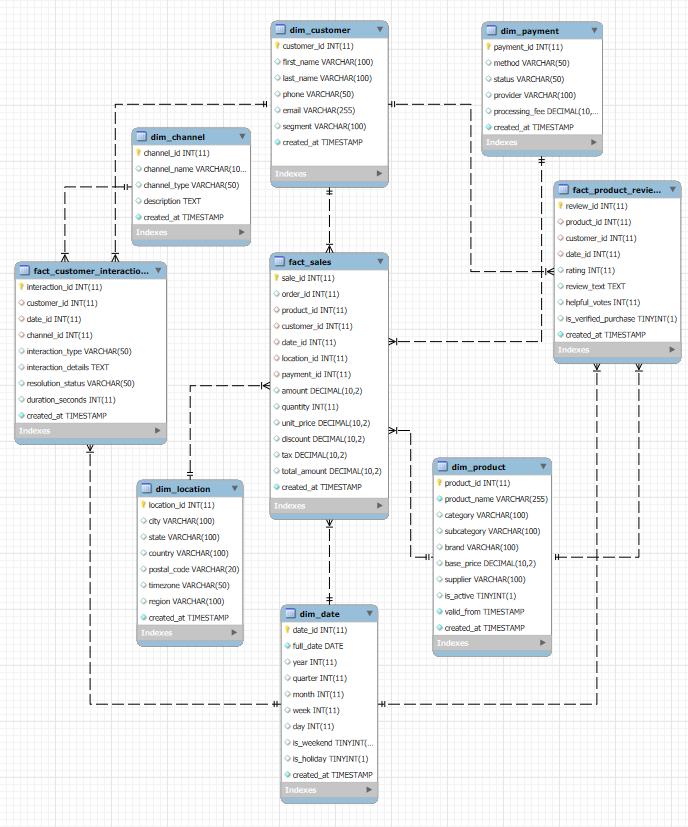 dim_customer
customer_id INT(11)
first_name VARCHAR(100)
last_name VARCHAR(100)
phone VARCHAR(50)
email VARCHAR(255)
segment VARCHAR(100)
created_at TIMESTAMP
Indexes
dim_payment
payment_id INT(11)
method VARCHAR(50)
status VARCHAR(50)
provider VARCHAR(100)
processing_fee DECIMAL(10,...
created_at TIMESTAMP
Indexes
dim_channel
channel_id INT(11)
channel_name VARCHAR(10...
channel_type VARCHAR(50)
description TEXT
created_at TIMESTAMP
Indexes
fact_product_revie...
review_id INT(11)
product_id INT(11)
customer_id INT(11)
date_id INT(11)
rating INT(11)
review_text TEXT
helpful_votes INT(11)
is_verified_purchase TINYINT(1)
created_at TIMESTAMP
Indexes
fact_customer_interactio...
interaction_id INT(11)
customer_id INT(11)
date_id INT(11)
channel_id INT(11)
interaction_type VARCHAR(50)
interaction_details TEXT
resolution_status VARCHAR(50)
duration_seconds INT(11)
created_at TIMESTAMP
Indexes
fact_sales
sale_id INT(11)
order_id INT(11)
product_id INT(11)
customer_id INT(11)
date_id INT(11)
location_id INT(11)
payment_id INT(11)
amount DECIMAL(10,2)
quantity INT(11)
unit_price DECIMAL(10,2)
discount DECIMAL(10,2)
tax DECIMAL(10,2)
total_amount DECIMAL(10,2)
created_at TIMESTAMP
Indexes
dim_location
location_id INT(11)
city VARCHAR(100)
state VARCHAR(100)
country VARCHAR(100)
postal_code VARCHAR(20)
timezone VARCHAR(50)
region VARCHAR(100)
created_at TIMESTAMP
Indexes
dim_product
product_id INT(11)
product_name VARCHAR(255)
category VARCHAR(100)
subcategory VARCHAR(100)
brand VARCHAR(100)
base_price DECIMAL(10,2)
supplier VARCHAR(100)
is_active TINYINT(1)
valid_from TIMESTAMP
created_at TIMESTAMP
Indexes
dim_date
date_id INT(11)
full_date DATE
year INT(11)
quarter INT(11)
month INT(11)
week INT(11)
day INT(11)
is_weekend TINYINT(...
is_holiday TINYINT(1)
created_at TIMESTAMP
Indexes